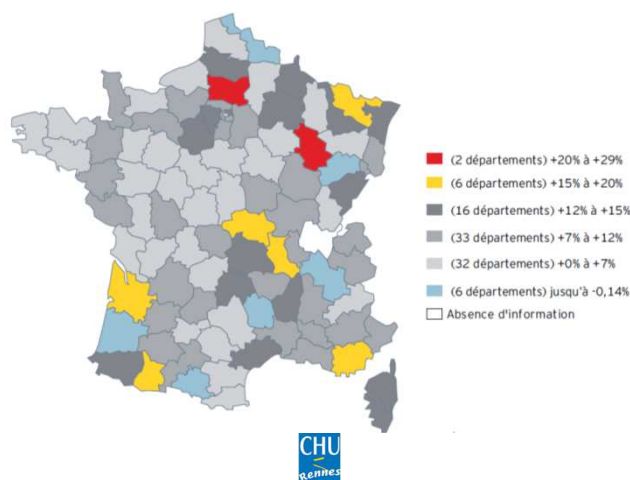 (2 départements) +20% à +29%
(6 départements) +15% à +20%
(16 départements) +12% à +15%
(33 départements) +7% à +12%
(32 départements) +0% à +7%
(6 départements) jusqu'à -0,14%
Absence d'information
CHU
Rennes